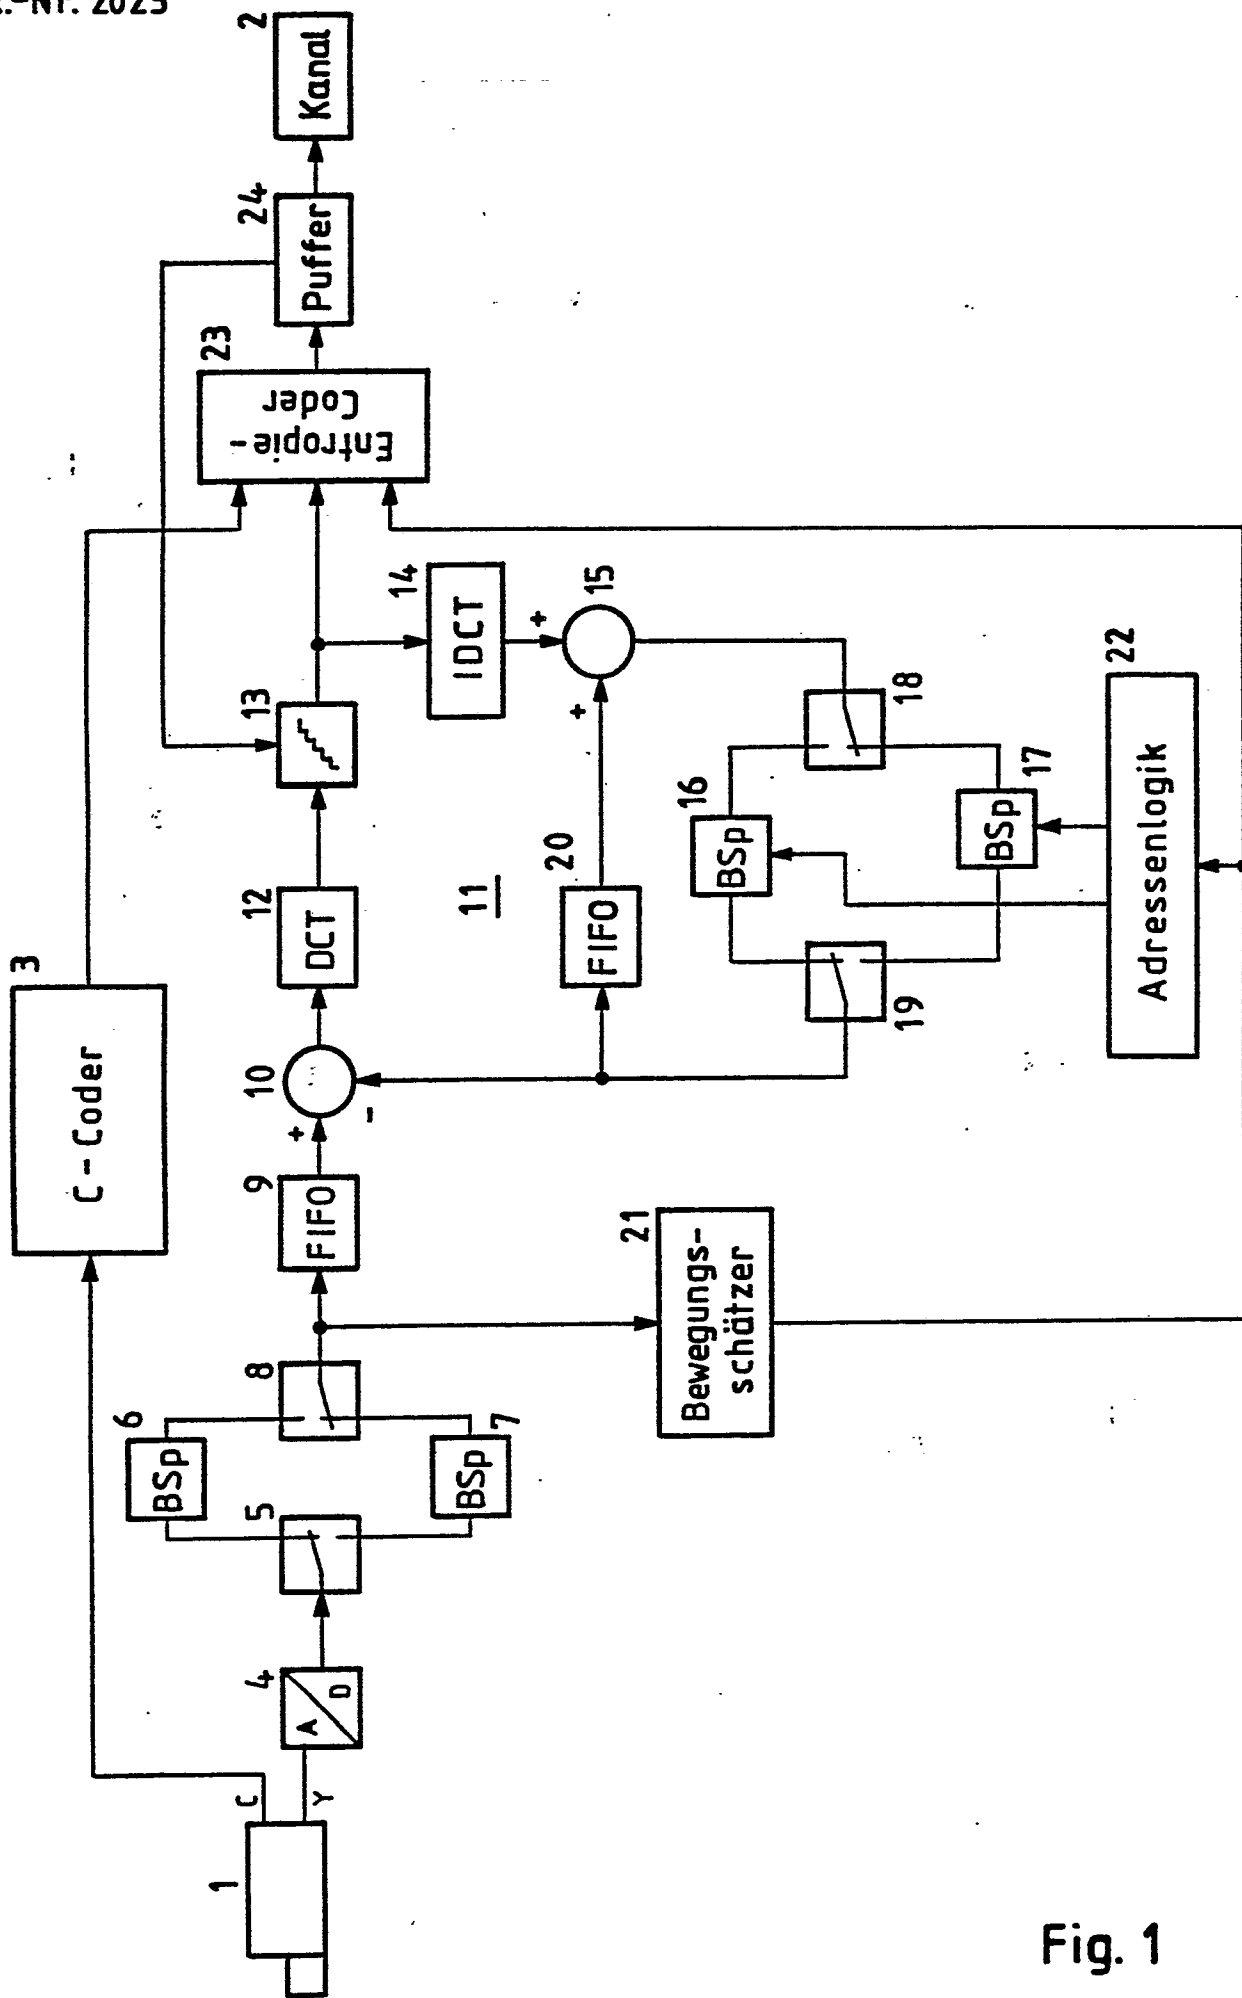 .-Nr. 2023
1
C
Y
4
A
D
5
BSp
6
BSp
7
8
C-Coder
3
FIFO
9
+
10
-
DCT
12
13
11
IDCT
14
+
15
+
FIFO
20
BSp
16
BSp
17
18
19
Bewegungs-
schätzer
21
Adressenlogik
22
Entropie-
Coder
23
Puffer
24
Kanal
2
Fig. 1